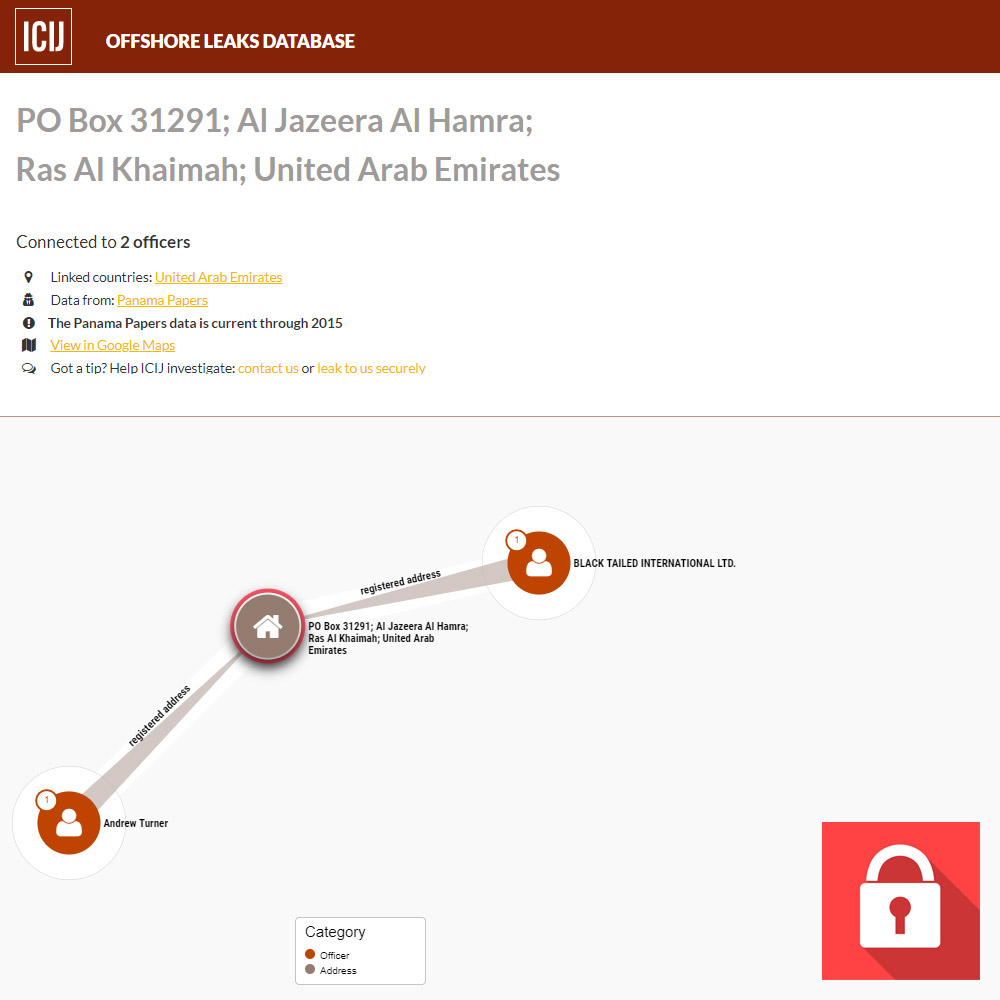 ICIJ
OFFSHORE LEAKS DATABASE
PO Box 31291; Al Jazeera Al Hamra;
Ras Al Khaimah; United Arab Emirates
Connected to 2 officers
Linked countries: United Arab Emirates
Data from: Panama Papers
The Panama Papers data is current through 2015
View in Google Maps
Got a tip? Help ICIJ investigate: contact us or leak to us securely
1
BLACK TAILED INTERNATIONAL LTD.
registered address
PO Box 31291; Al Jazeera Al Hamra;
Ras Al Khaimah; United Arab
Emirates
registered address
1
Andrew Turner
Category
Officer
Address